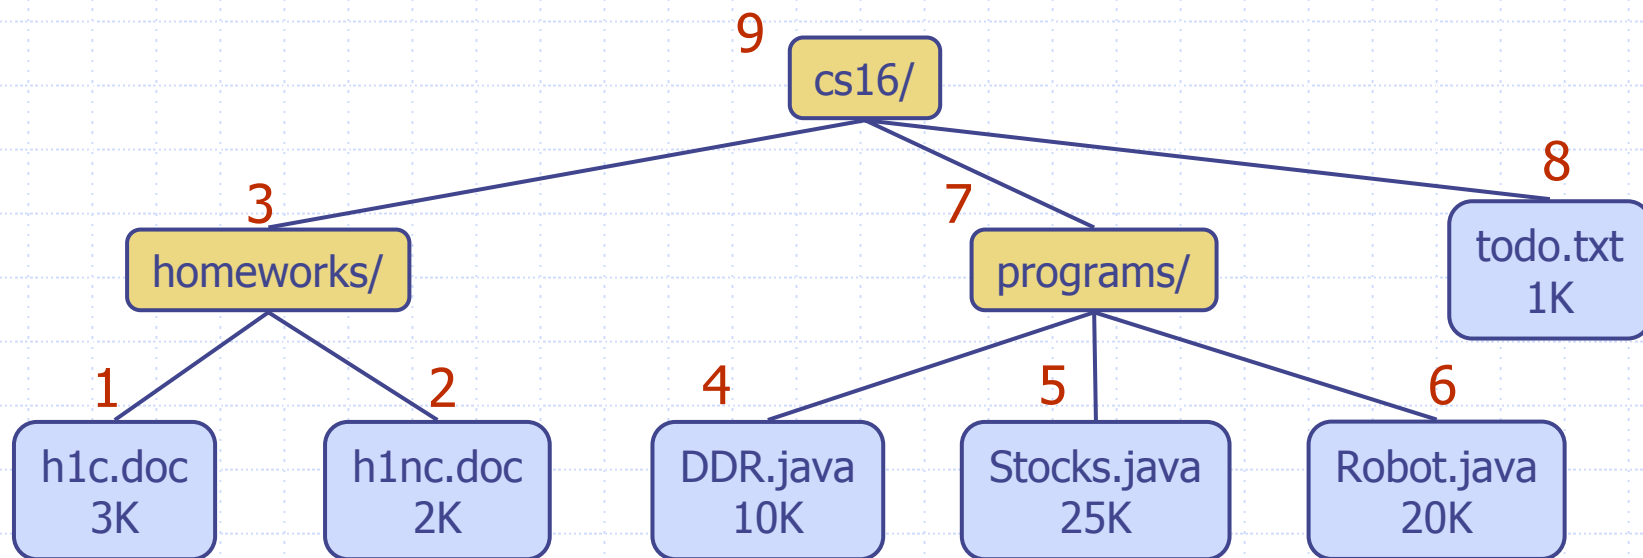 9
cs16/
8
3
7
homeworks/
programs/
todo.txt
1K
1
2
4
5
6
h1c.doc
3K
h1nc.doc
2K
DDR.java
10K
Stocks.java
25K
Robot.java
20K